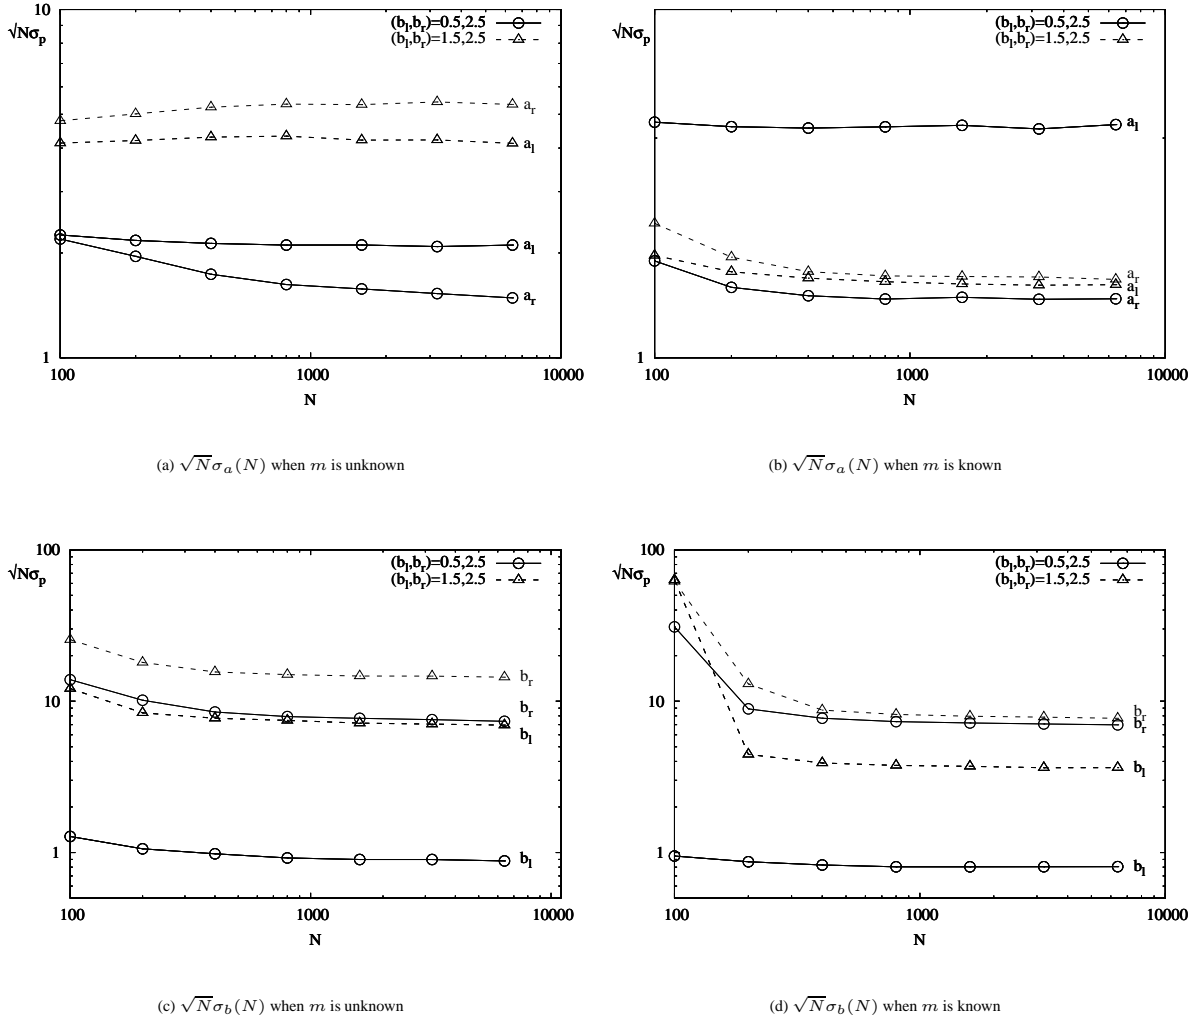 10
√Nσp
(bl,br)=0.5,2.5
(bl,br)=1.5,2.5
ar
al
al
ar
1
100
1000
10000
N
(a) √Nσa(N) when m is unknown
√Nσp
(bl,br)=0.5,2.5
(bl,br)=1.5,2.5
al
ar
al
ar
1
100
1000
10000
N
(b) √Nσa(N) when m is known
100
√Nσp
(bl,br)=0.5,2.5
(bl,br)=1.5,2.5
10
br
br
bl
1
bl
100
1000
10000
N
(c) √Nσb(N) when m is unknown
100
√Nσp
(bl,br)=0.5,2.5
(bl,br)=1.5,2.5
10
br
br
bl
1
bl
100
1000
10000
N
(d) √Nσb(N) when m is known